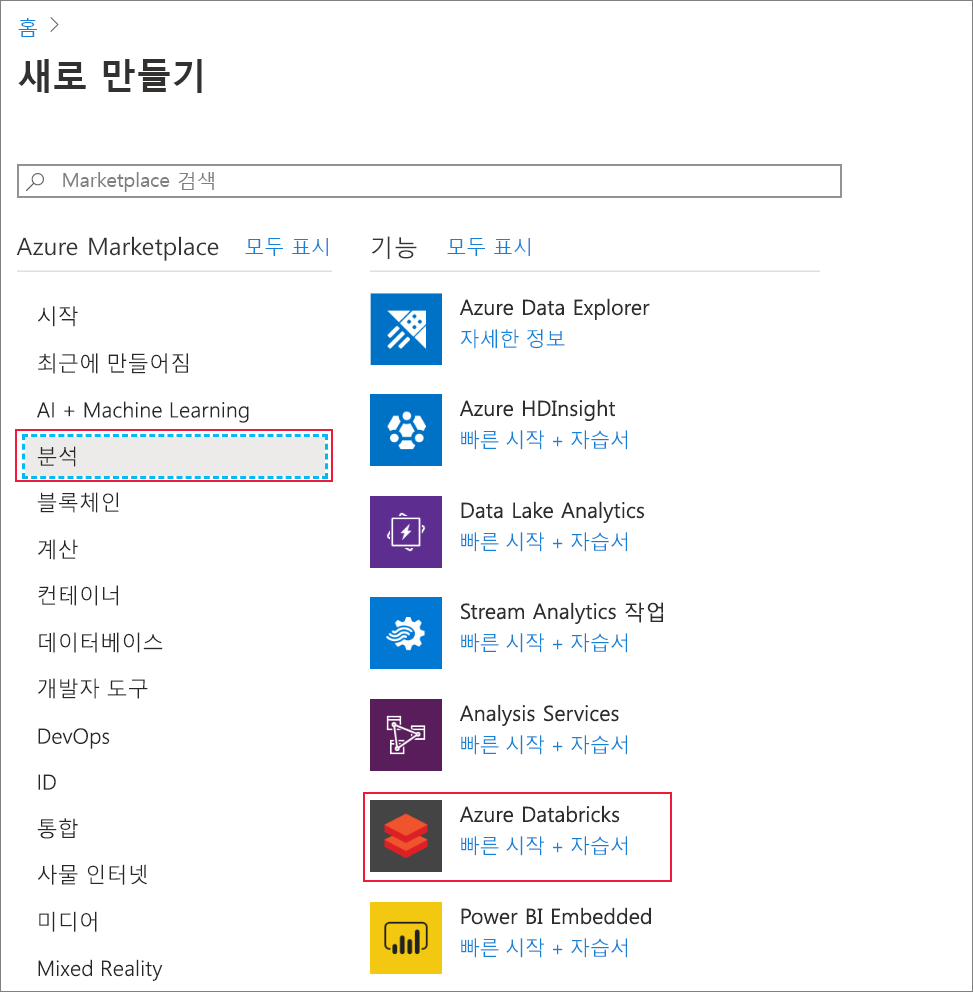 홈 >
새로 만들기
Marketplace 검색
Azure Marketplace 모두 표시
시작
최근에 만들어짐
AI + Machine Learning
분석
블록체인
계산
컨테이너
데이터베이스
개발자 도구
DevOps
ID
통합
사물 인터넷
미디어
Mixed Reality
기능 모두 표시
Azure Data Explorer
자세한 정보
Azure HDInsight
빠른 시작 + 자습서
Data Lake Analytics
빠른 시작 + 자습서
Stream Analytics 작업
빠른 시작 + 자습서
Analysis Services
빠른 시작 + 자습서
Azure Databricks
빠른 시작 + 자습서
Power BI Embedded
빠른 시작 + 자습서